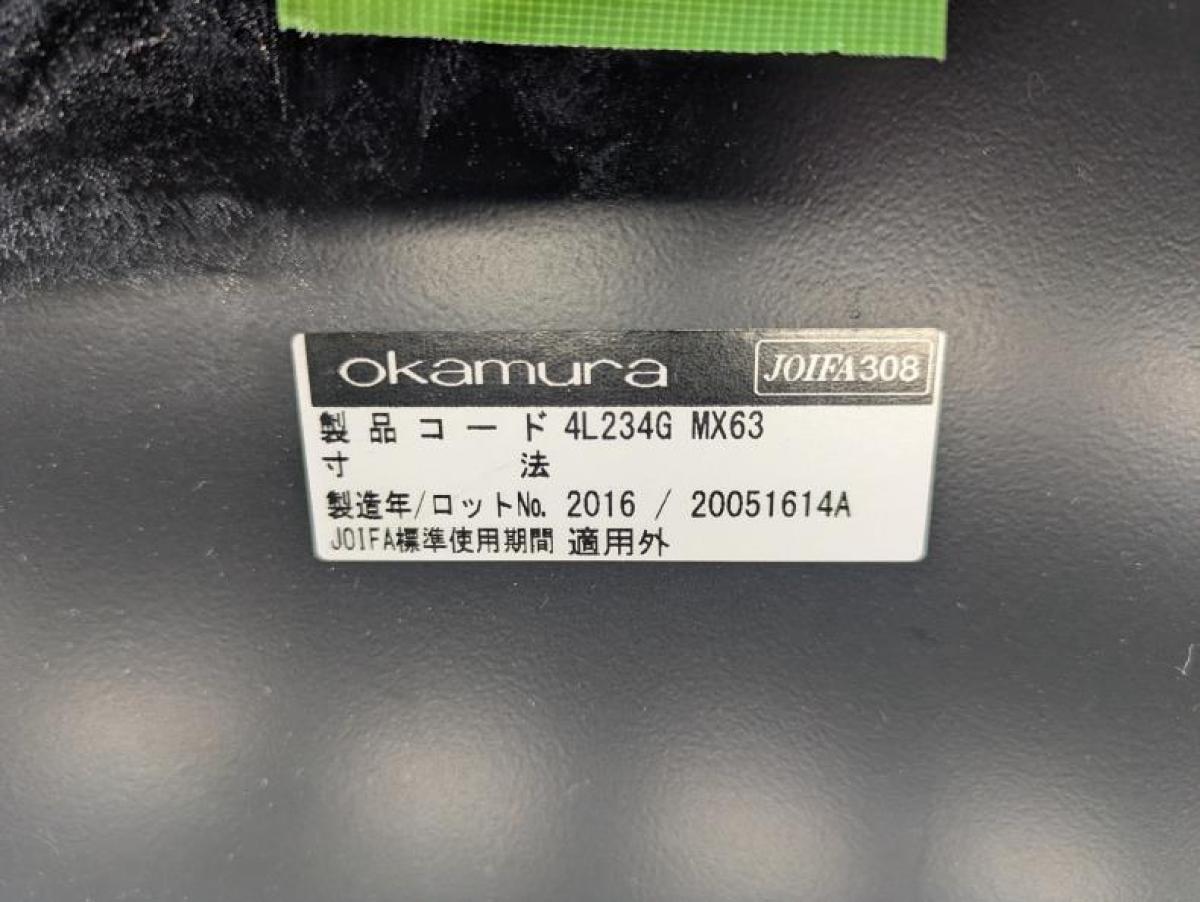 okamura JOIFA308
製品コード 4L234G MX63
寸法
製造年/ロット№. 2016 / 20051614A
JOIFA標準使用期間 適用外